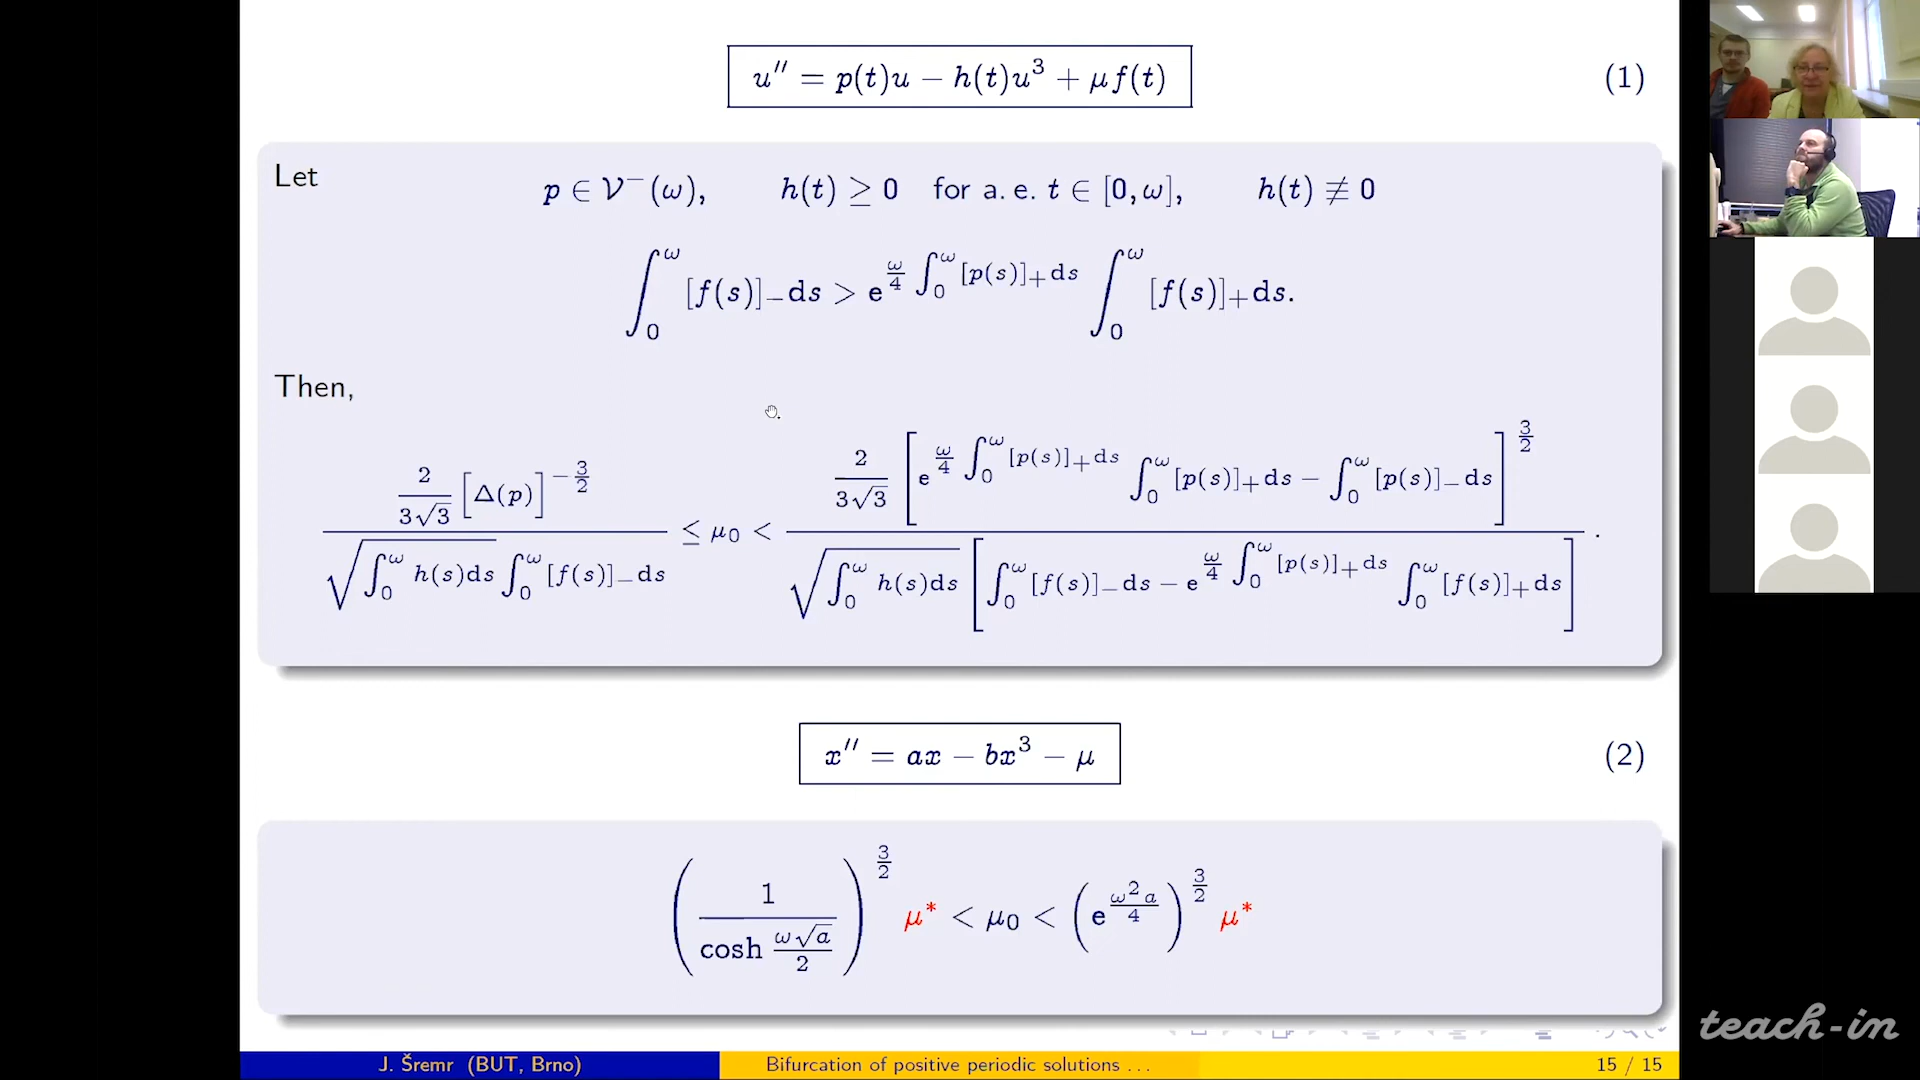 u″ = p(t)u − h(t)u³ + μf(t) (1)
Let
p ∈ 𝒱⁻(ω), h(t) ≥ 0 for a. e. t ∈ [0, ω], h(t) ≢ 0
∫₀^ω [f(s)]₋ds > e^{(ω/4) ∫₀^ω [p(s)]₊ds} ∫₀^ω [f(s)]₊ds.
Then,
(2/(3√3) [Δ(p)]^{−3/2}) / (√(∫₀^ω h(s)ds) ∫₀^ω [f(s)]₋ds) ≤ μ₀ < (2/(3√3) [e^{(ω/4) ∫₀^ω [p(s)]₊ds} ∫₀^ω [p(s)]₊ds − ∫₀^ω [p(s)]₋ds]^{3/2}) / (√(∫₀^ω h(s)ds) [∫₀^ω [f(s)]₋ds − e^{(ω/4) ∫₀^ω [p(s)]₊ds} ∫₀^ω [f(s)]₊ds]) .
x″ = ax − bx³ − μ (2)
(1/(cosh (ω√a)/2))^{3/2} μ* < μ₀ < (e^{ω²a/4})^{3/2} μ*
teach-in
J. Šremr (BUT, Brno) Bifurcation of positive periodic solutions . . . 15 / 15